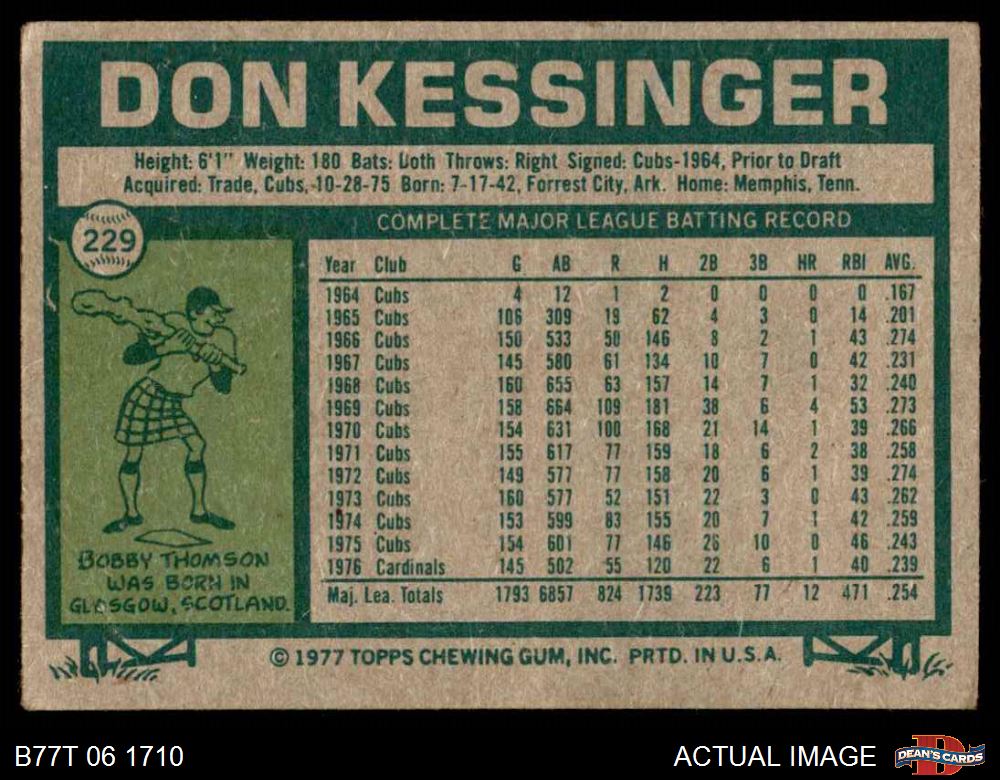 DON KESSINGER
Height: 6'1" Weight: 180 Bats: Both Throws: Right Signed: Cubs-1964, Prior to Draft
Acquired: Trade, Cubs, 10-28-75 Born: 7-17-42, Forrest City, Ark. Home: Memphis, Tenn.
229
COMPLETE MAJOR LEAGUE BATTING RECORD
Year Club G AB R H 2B 3B HR RBI AVG.
1964 Cubs 4 12 1 2 0 0 0 0 .167
1965 Cubs 106 309 19 62 4 3 0 14 .201
1966 Cubs 150 533 50 146 8 2 1 43 .274
1967 Cubs 145 580 61 134 10 7 0 42 .231
1968 Cubs 160 655 63 157 14 7 1 32 .240
1969 Cubs 158 664 109 181 38 6 4 53 .273
1970 Cubs 154 631 100 168 21 14 1 39 .266
1971 Cubs 155 617 77 159 18 6 2 38 .258
1972 Cubs 149 577 77 158 20 6 1 39 .274
1973 Cubs 160 577 52 151 22 3 0 43 .262
1974 Cubs 153 599 83 155 20 7 1 42 .259
1975 Cubs 154 601 77 146 26 10 0 46 .243
1976 Cardinals 145 502 55 120 22 6 1 40 .239
Maj. Lea. Totals 1793 6857 824 1739 223 77 12 471 .254
BOBBY THOMSON
WAS BORN IN
GLASGOW, SCOTLAND.
© 1977 TOPPS CHEWING GUM, INC. PRTD. IN U.S.A.
B77T 06 1710
ACTUAL IMAGE
DEAN'S CARDS